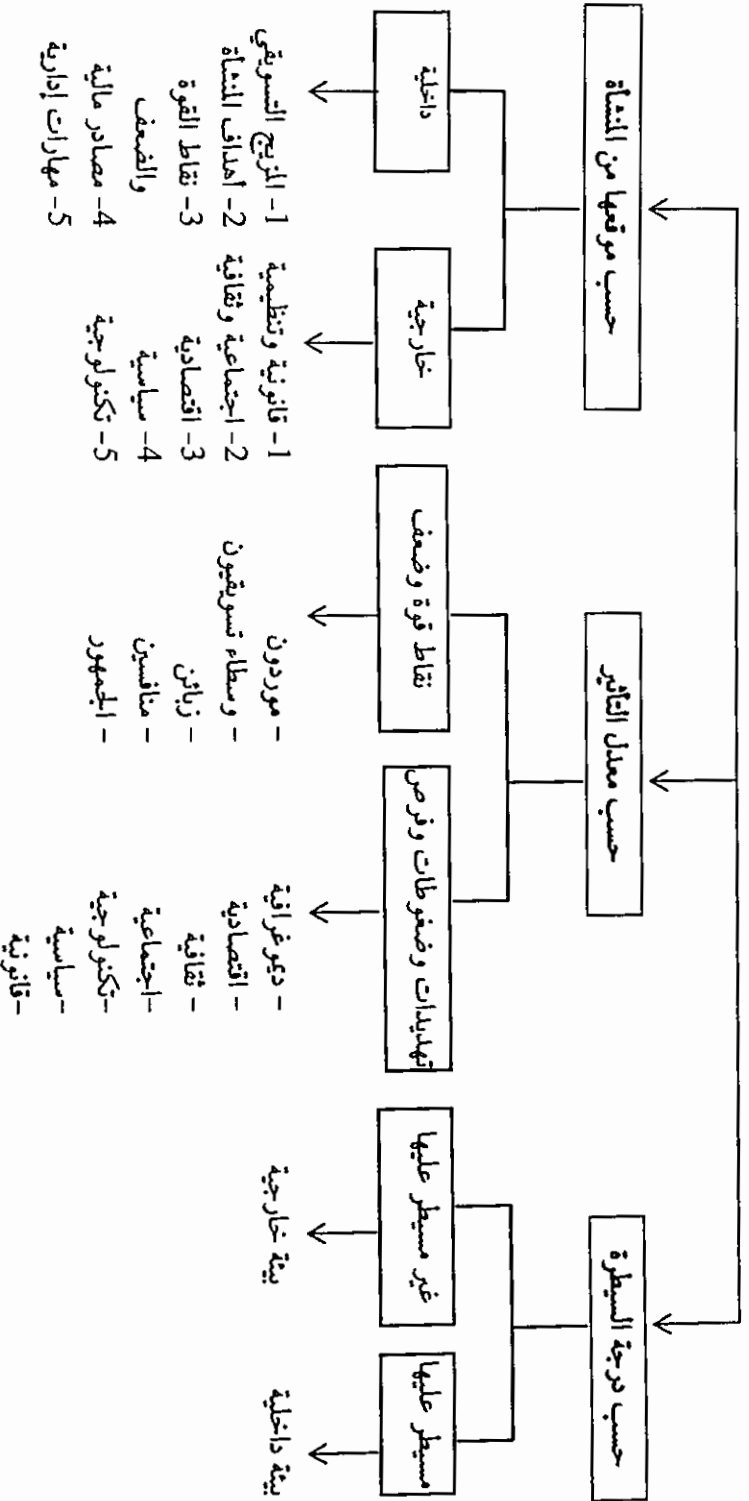 حسب موقعها من المنشأة
داخلية
1- المزيج التسويقي
2- أهداف المنشأة
3- نقاط القوة
والضعف
4- مصادر مالية
5- مهارات إدارية
خارجية
1- قانونية وتنظيمية
2- اجتماعية وثقافية
3- اقتصادية
4- سياسية
5- تكنولوجية
حسب معدل التأثير
نقاط قوة وضعف
- موردون
- وسطاء تسويقيون
- زبائن
- منافسين
- الجمهور
تهديدات وضغوطات وفرص
- ديموغرافية
- اقتصادية
- ثقافية
-اجتماعية
-تكنولوجية
-سياسية
-قانونية
حسب درجة السيطرة
غير مسيطر عليها
بيئة خارجية
مسيطر عليها
بيئة داخلية